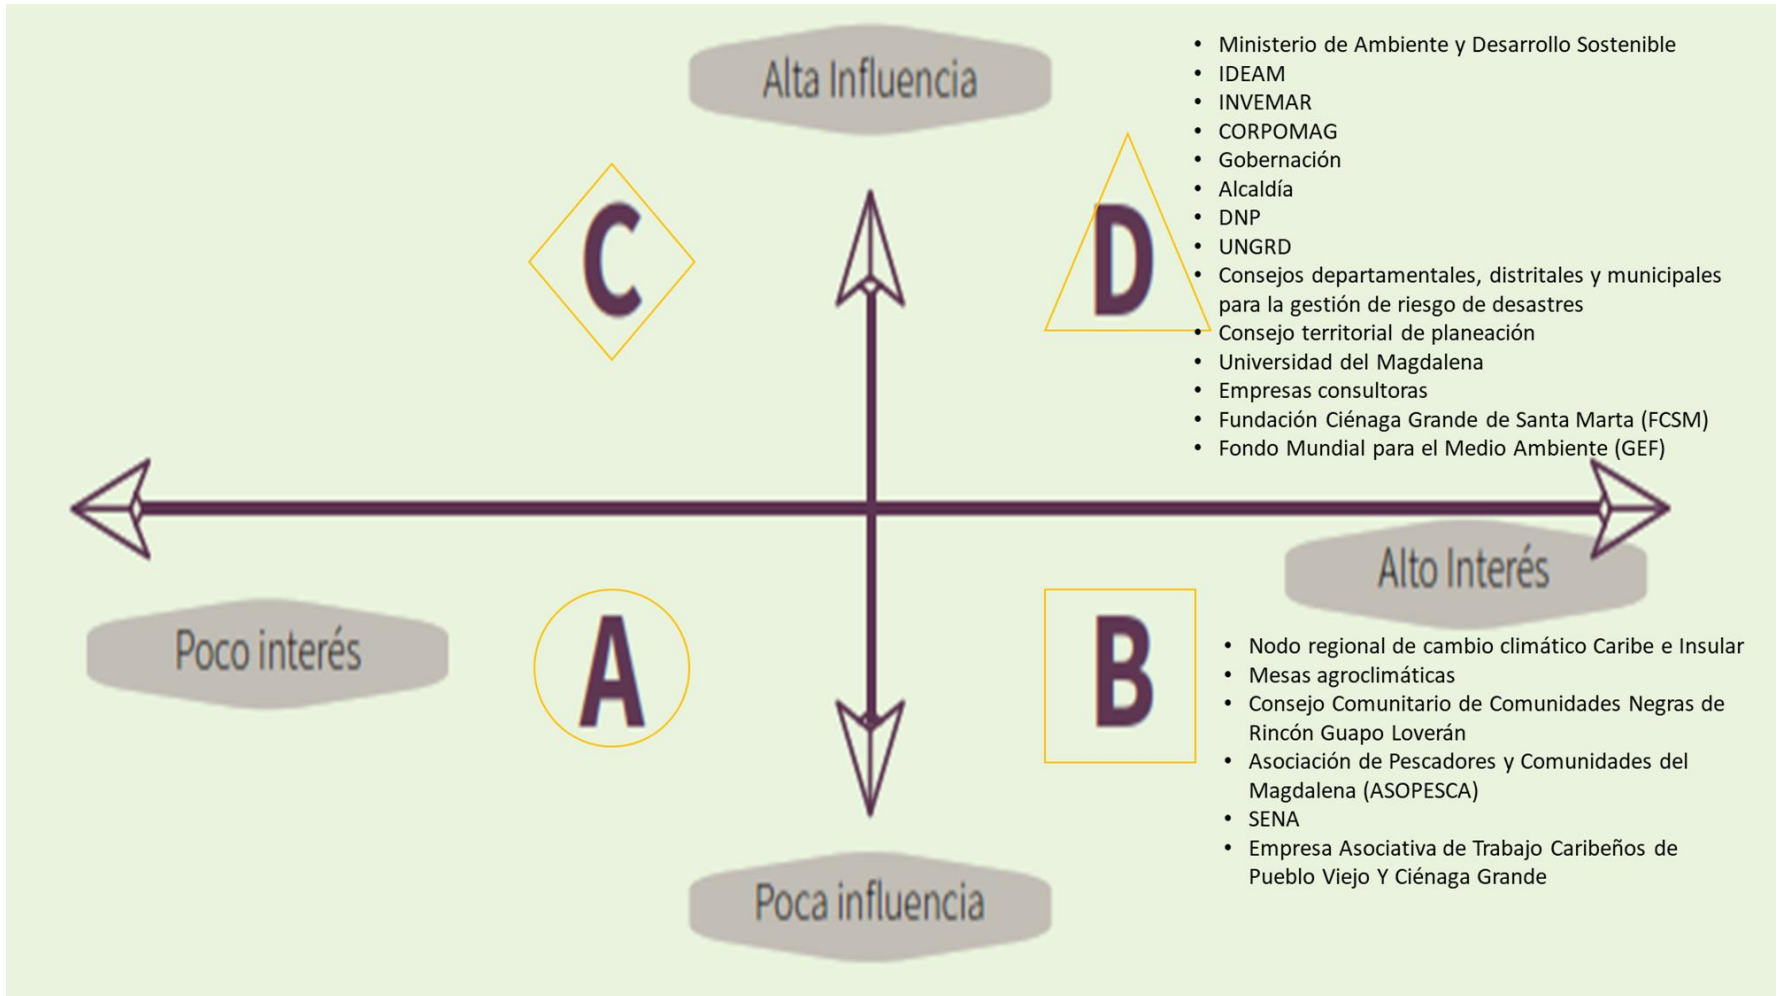 Alta Influencia
• Ministerio de Ambiente y Desarrollo Sostenible
• IDEAM
• INVEMAR
• CORPOMAG
• Gobernación
• Alcaldía
• DNP
• UNGRD
• Consejos departamentales, distritales y municipales
para la gestión de riesgo de desastres
• Consejo territorial de planeación
• Universidad del Magdalena
• Empresas consultoras
• Fundación Ciénaga Grande de Santa Marta (FCSM)
• Fondo Mundial para el Medio Ambiente (GEF)
C
D
Alto Interés
Poco interés
A
B
• Nodo regional de cambio climático Caribe e Insular
• Mesas agroclimáticas
• Consejo Comunitario de Comunidades Negras de
Rincón Guapo Loverán
• Asociación de Pescadores y Comunidades del
Magdalena (ASOPESCA)
• SENA
• Empresa Asociativa de Trabajo Caribeños de
Pueblo Viejo Y Ciénaga Grande
Poca influencia